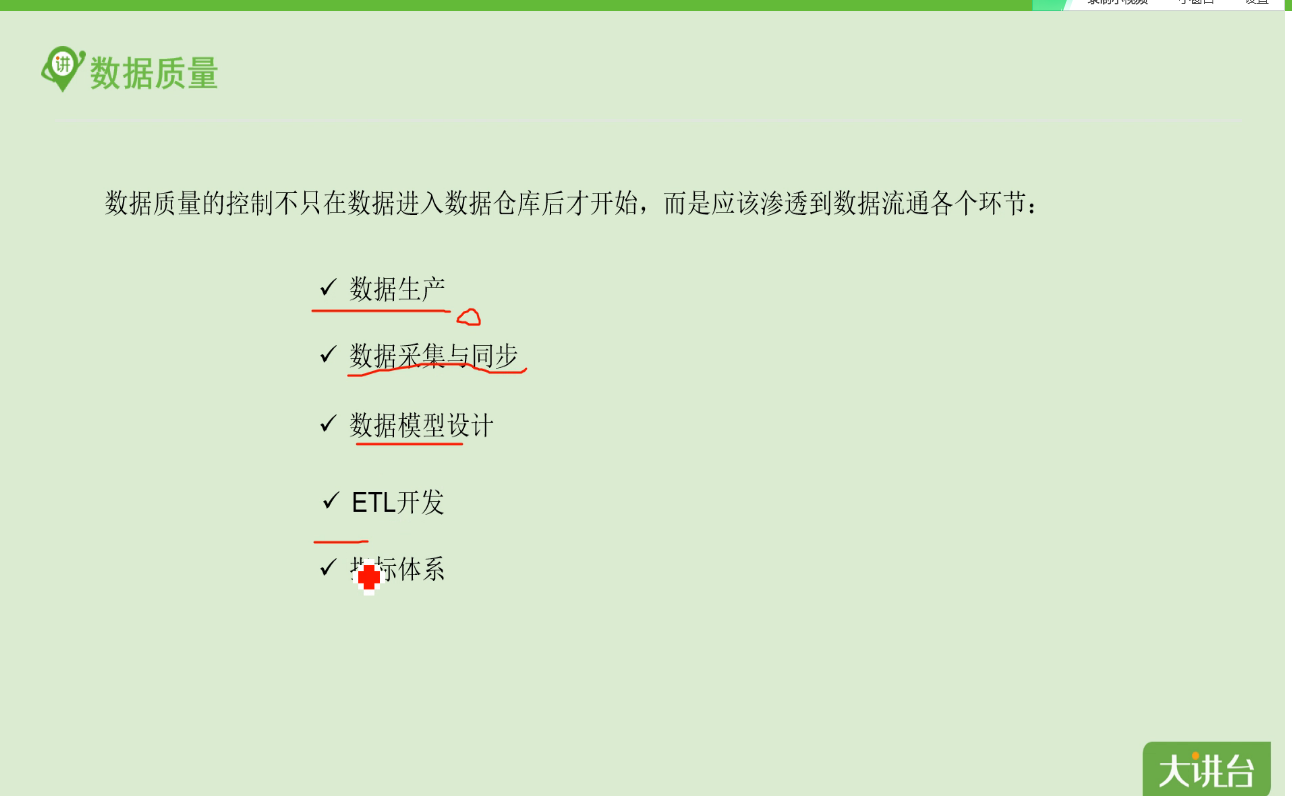 讲 数据质量
数据质量的控制不只在数据进入数据仓库后才开始，而是应该渗透到数据流通各个环节：
✓ 数据生产
✓ 数据采集与同步
✓ 数据模型设计
✓ ETL开发
✓ 指标体系
大讲台